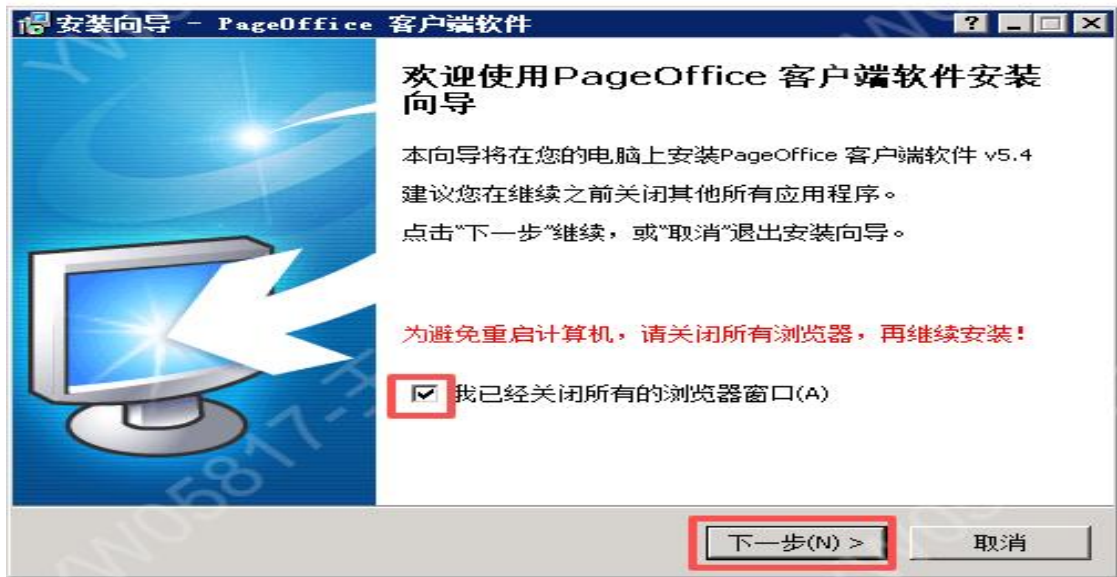 安装向导 - PageOffice 客户端软件
欢迎使用PageOffice 客户端软件安装
向导
本向导将在您的电脑上安装PageOffice 客户端软件 v5.4
建议您在继续之前关闭其他所有应用程序。
点击“下一步”继续，或“取消”退出安装向导。
为避免重启计算机，请关闭所有浏览器，再继续安装!
我已经关闭所有的浏览器窗口(A)
下一步(N) >
取消